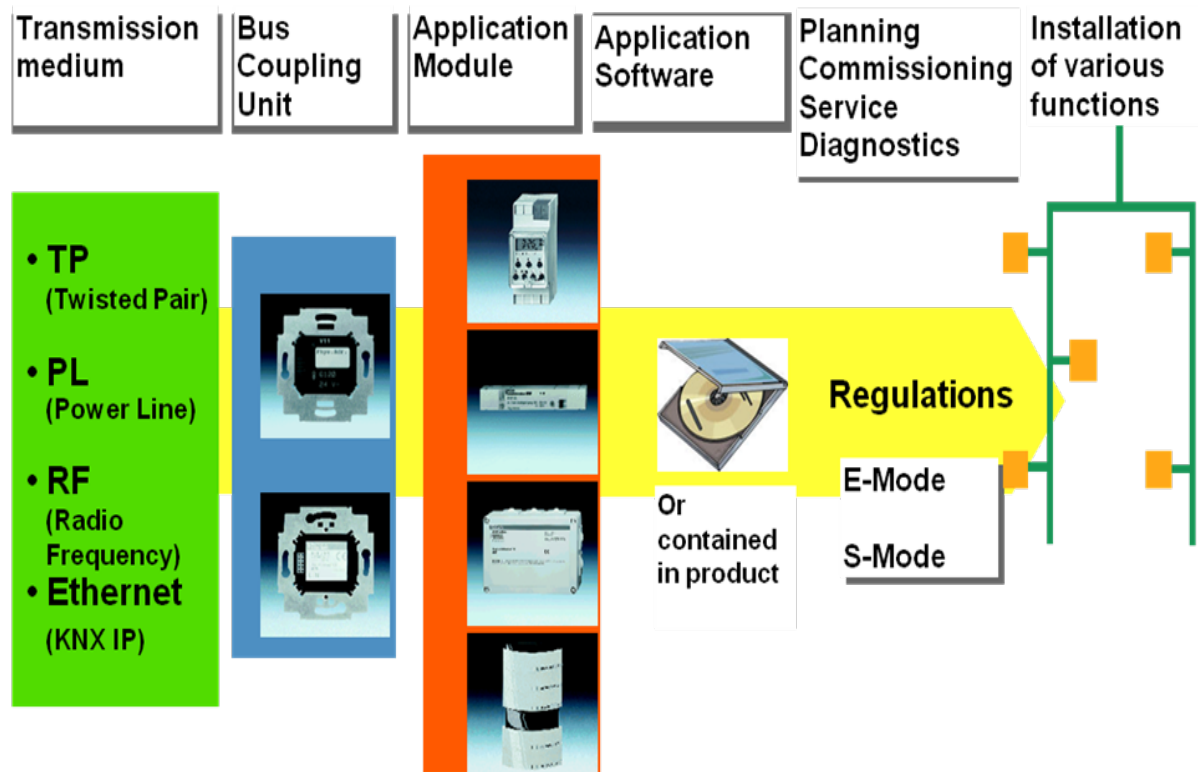 Transmission
medium
Bus
Coupling
Unit
Application
Module
Application
Software
Planning
Commissioning
Service
Diagnostics
Installation
of various
functions
• TP
(Twisted Pair)
• PL
(Power Line)
• RF
(Radio
Frequency)
• Ethernet
(KNX IP)
Or
contained
in product
Regulations
E-Mode
S-Mode